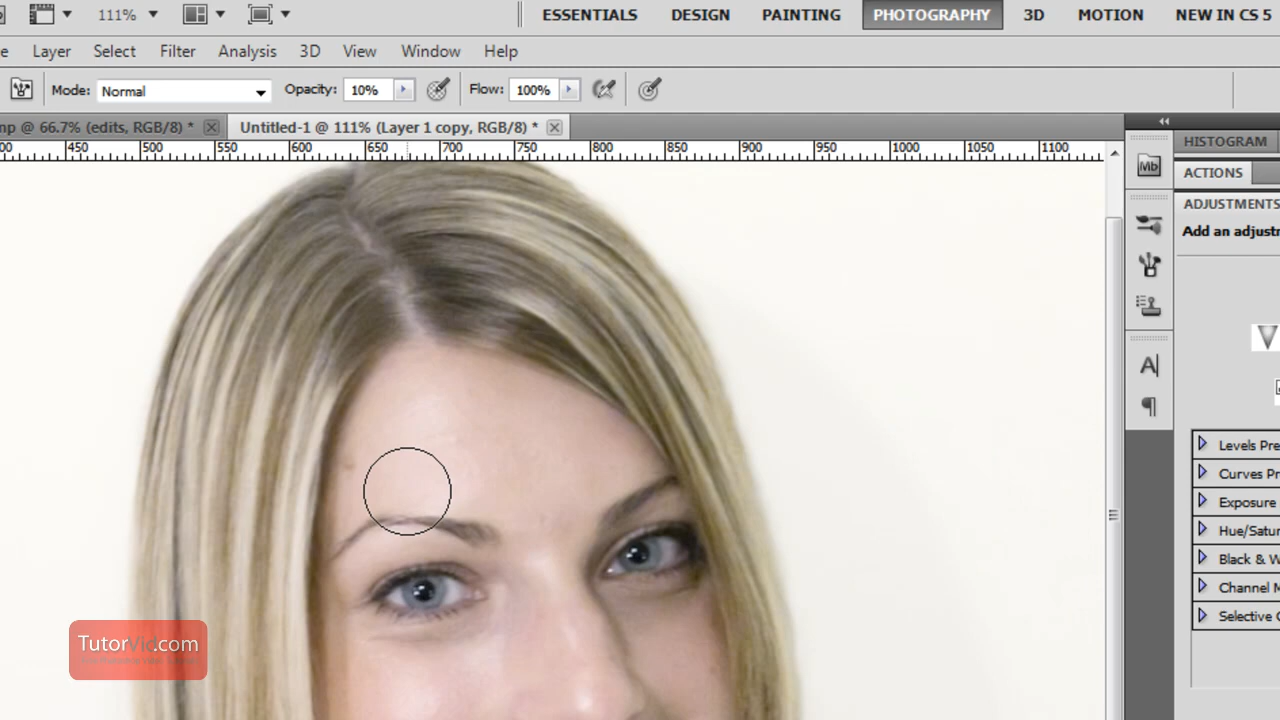 111% ESSENTIALS DESIGN PAINTING PHOTOGRAPHY 3D MOTION NEW IN CS 5
e Layer Select Filter Analysis 3D View Window Help
Mode: Normal Opacity: 10% Flow: 100%
np @ 66.7% (edits, RGB/8) * Untitled-1 @ 111% (Layer 1 copy, RGB/8) *
00 450 500 550 600 650 700 750 800 850 900 950 1000 1050 1100
Mb
HISTOGRAM
ACTIONS
ADJUSTMENTS
Add an adjustr
A
Levels Pre
Curves Pr
Exposure
Hue/Satur
Black & W
Channel M
Selective C
TutorVid.com